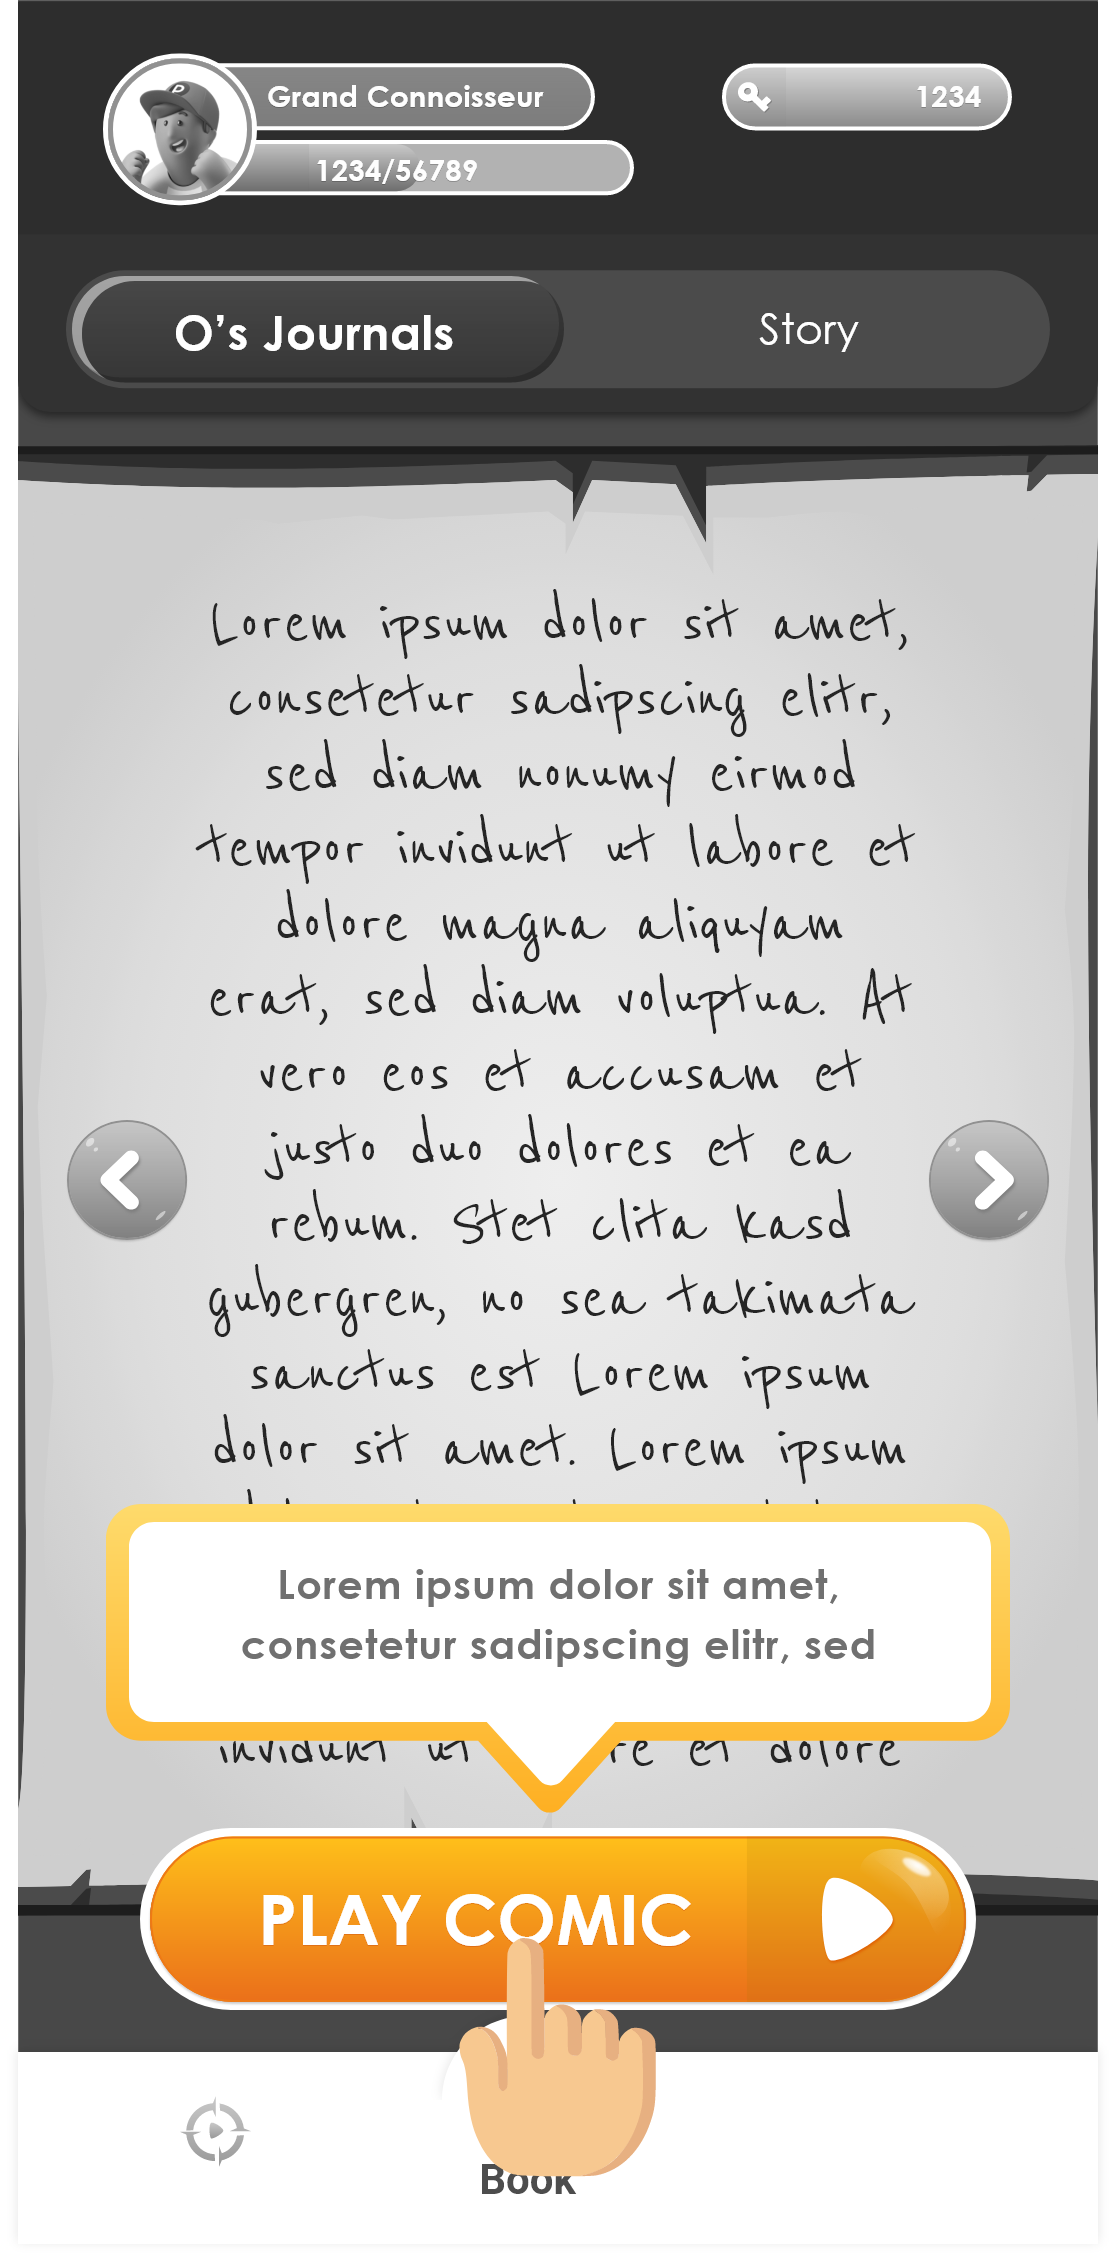 Grand Connoisseur
1234
1234/56789
O's Journals
Story
Lorem ipsum dolor sit amet,
consetetur sadipscing elitr,
sed diam nonumy eirmod
tempor invidunt ut labore et
dolore magna aliquyam
erat, sed diam voluptua. At
vero eos et accusam et
justo duo dolores et ea
rebum. Stet clita kasd
gubergren, no sea takimata
sanctus est Lorem ipsum
dolor sit amet. Lorem ipsum
Lorem ipsum dolor sit amet,
consetetur sadipscing elitr, sed
invidunt ut re et dolore
PLAY COMIC
Book